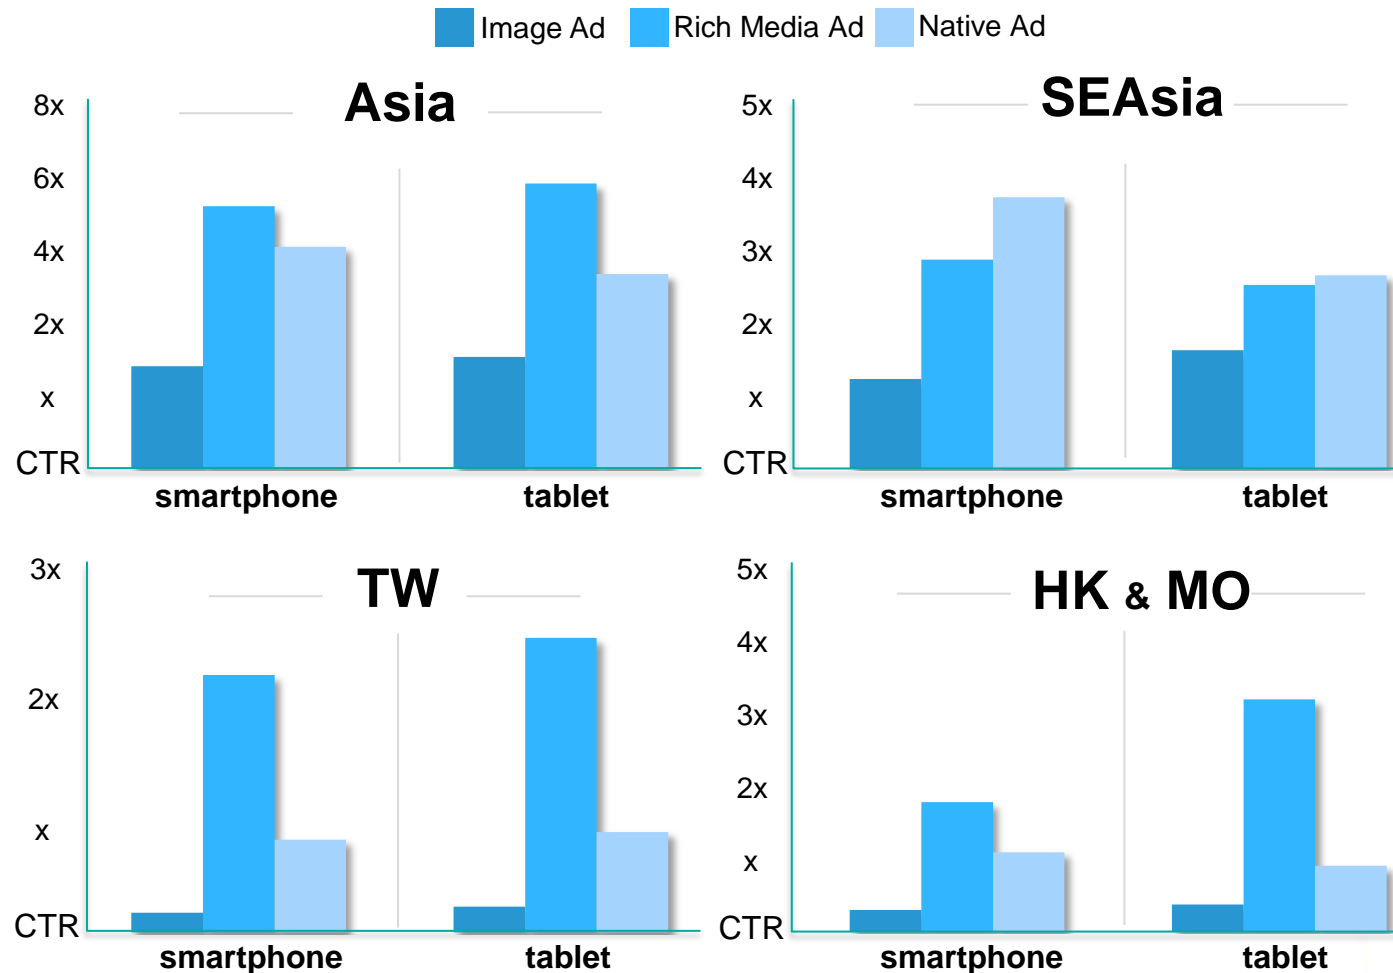 Image Ad Rich Media Ad Native Ad
Asia
8x
6x
4x
2x
x
CTR
smartphone tablet
SEAsia
5x
4x
3x
2x
x
CTR
smartphone tablet
TW
3x
2x
x
CTR
smartphone tablet
HK & MO
5x
4x
3x
2x
x
CTR
smartphone tablet